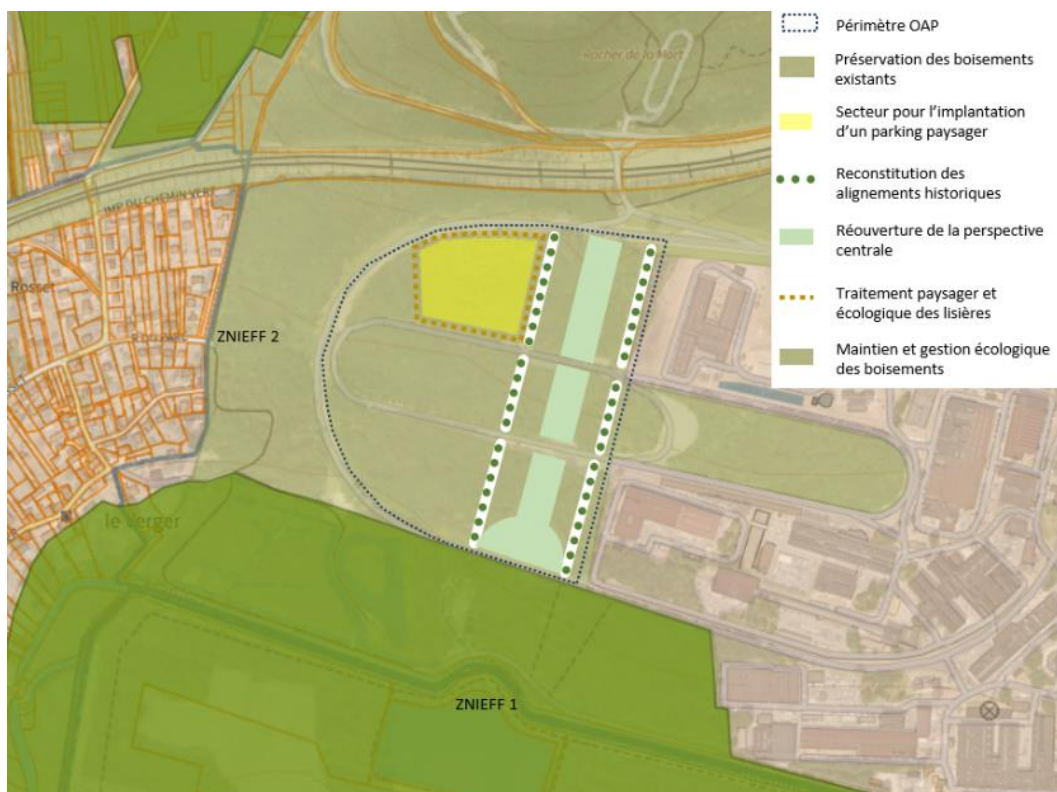 Périmètre OAP
Préservation des boisements
existants
Secteur pour l'implantation
d'un parking paysager
Reconstitution des
alignements historiques
Réouverture de la perspective
centrale
Traitement paysager et
écologique des lisières
Maintien et gestion écologique
des boisements
Rocher de la Mort
IMP DU CHEMIN VERT
Rosset
ZNIEFF 2
le Verger
ZNIEFF 1